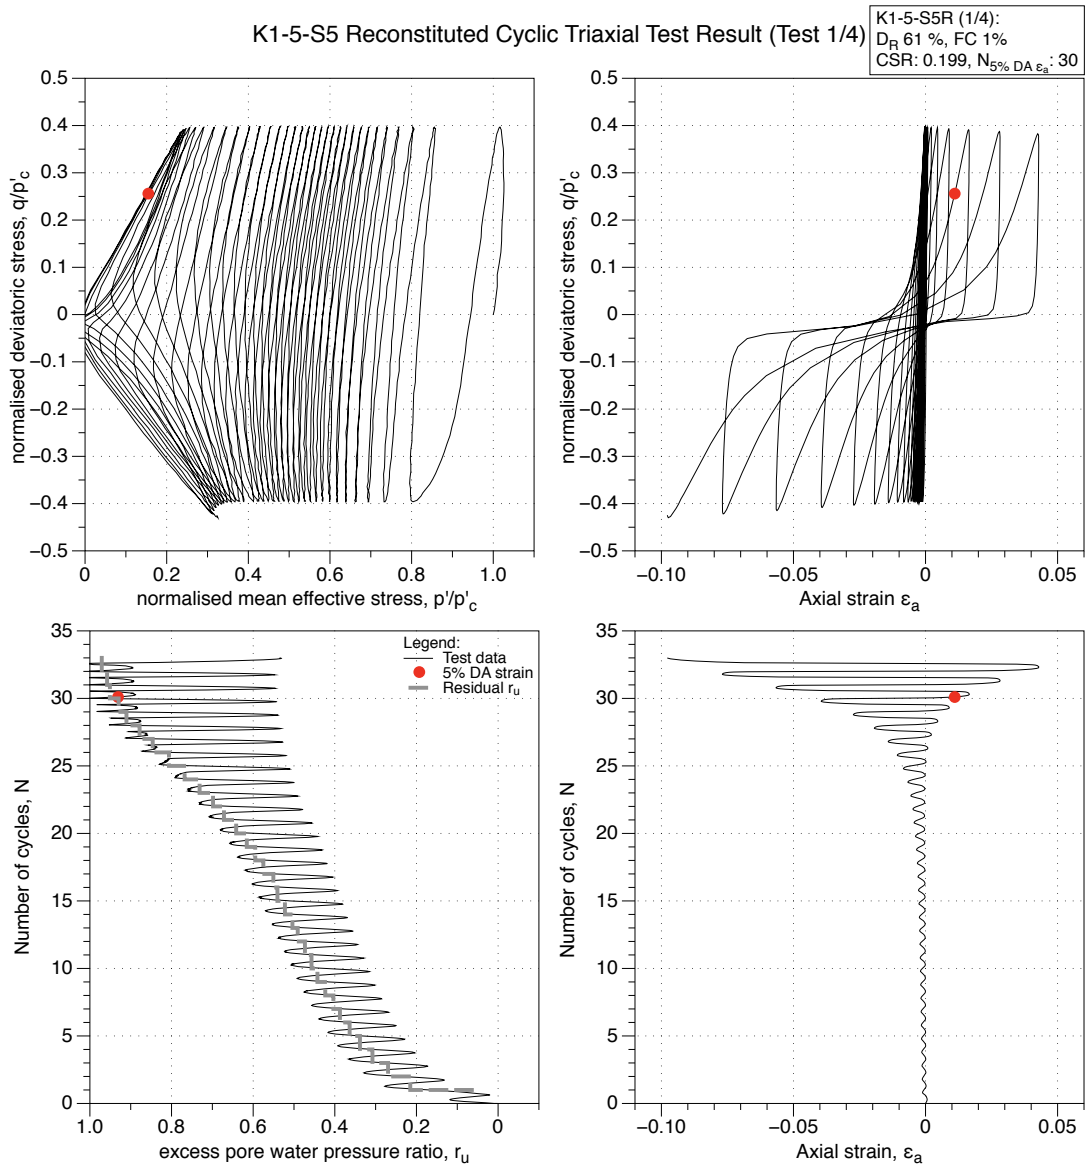 K1-5-S5 Reconstituted Cyclic Triaxial Test Result (Test 1/4)
K1-5-S5R (1/4):
D_R 61 %, FC 1%
CSR: 0.199, N_5% DA ε_a: 30
normalised deviatoric stress, q/p'_c
0.5
0.4
0.3
0.2
0.1
0
−0.1
−0.2
−0.3
−0.4
−0.5
0 0.2 0.4 0.6 0.8 1.0
normalised mean effective stress, p'/p'_c
normalised deviatoric stress, q/p'_c
0.5
0.4
0.3
0.2
0.1
0
−0.1
−0.2
−0.3
−0.4
−0.5
−0.10 −0.05 0 0.05
Axial strain ε_a
Number of cycles, N
35
30
25
20
15
10
5
0
Legend:
Test data
5% DA strain
Residual r_u
1.0 0.8 0.6 0.4 0.2 0
excess pore water pressure ratio, r_u
Number of cycles, N
35
30
25
20
15
10
5
0
−0.10 −0.05 0 0.05
Axial strain, ε_a